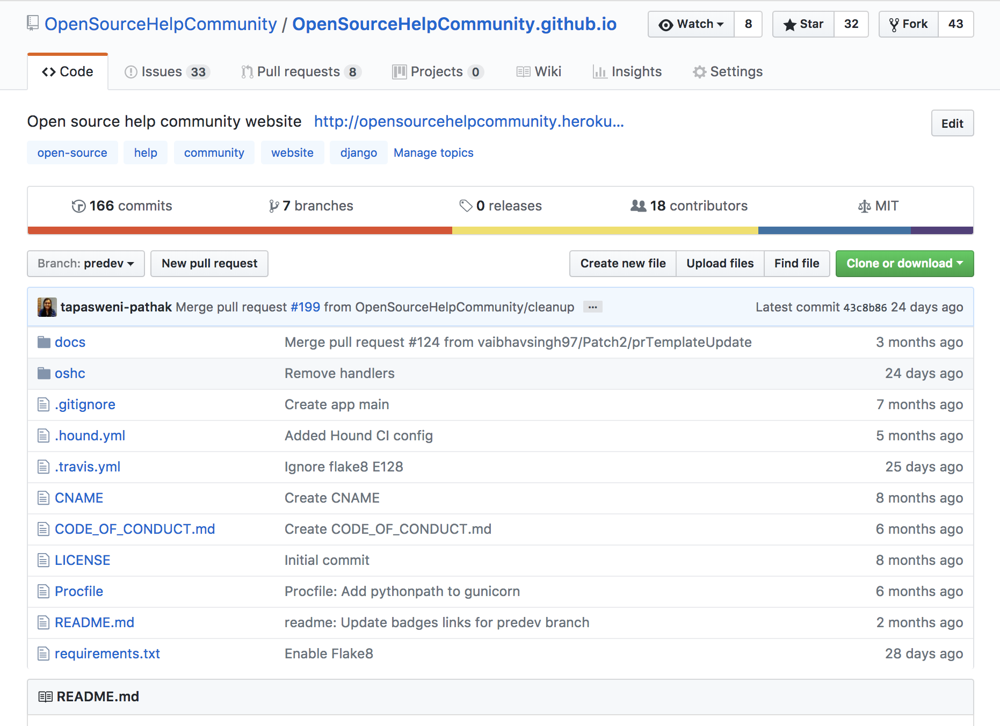 OpenSourceHelpCommunity / OpenSourceHelpCommunity.github.io Watch 8 Star 32 Fork 43
Code Issues 33 Pull requests 8 Projects 0 Wiki Insights Settings
Open source help community website http://opensourcehelpcommunity.heroku... Edit
open-source help community website django Manage topics
166 commits 7 branches 0 releases 18 contributors MIT
Branch: predev New pull request Create new file Upload files Find file Clone or download
tapasweni-pathak Merge pull request #199 from OpenSourceHelpCommunity/cleanup ... Latest commit 43c8b86 24 days ago
docs Merge pull request #124 from vaibhavsingh97/Patch2/prTemplateUpdate 3 months ago
oshc Remove handlers 24 days ago
.gitignore Create app main 7 months ago
.hound.yml Added Hound CI config 5 months ago
.travis.yml Ignore flake8 E128 25 days ago
CNAME Create CNAME 8 months ago
CODE_OF_CONDUCT.md Create CODE_OF_CONDUCT.md 6 months ago
LICENSE Initial commit 8 months ago
Procfile Procfile: Add pythonpath to gunicorn 6 months ago
README.md readme: Update badges links for predev branch 2 months ago
requirements.txt Enable Flake8 28 days ago
README.md